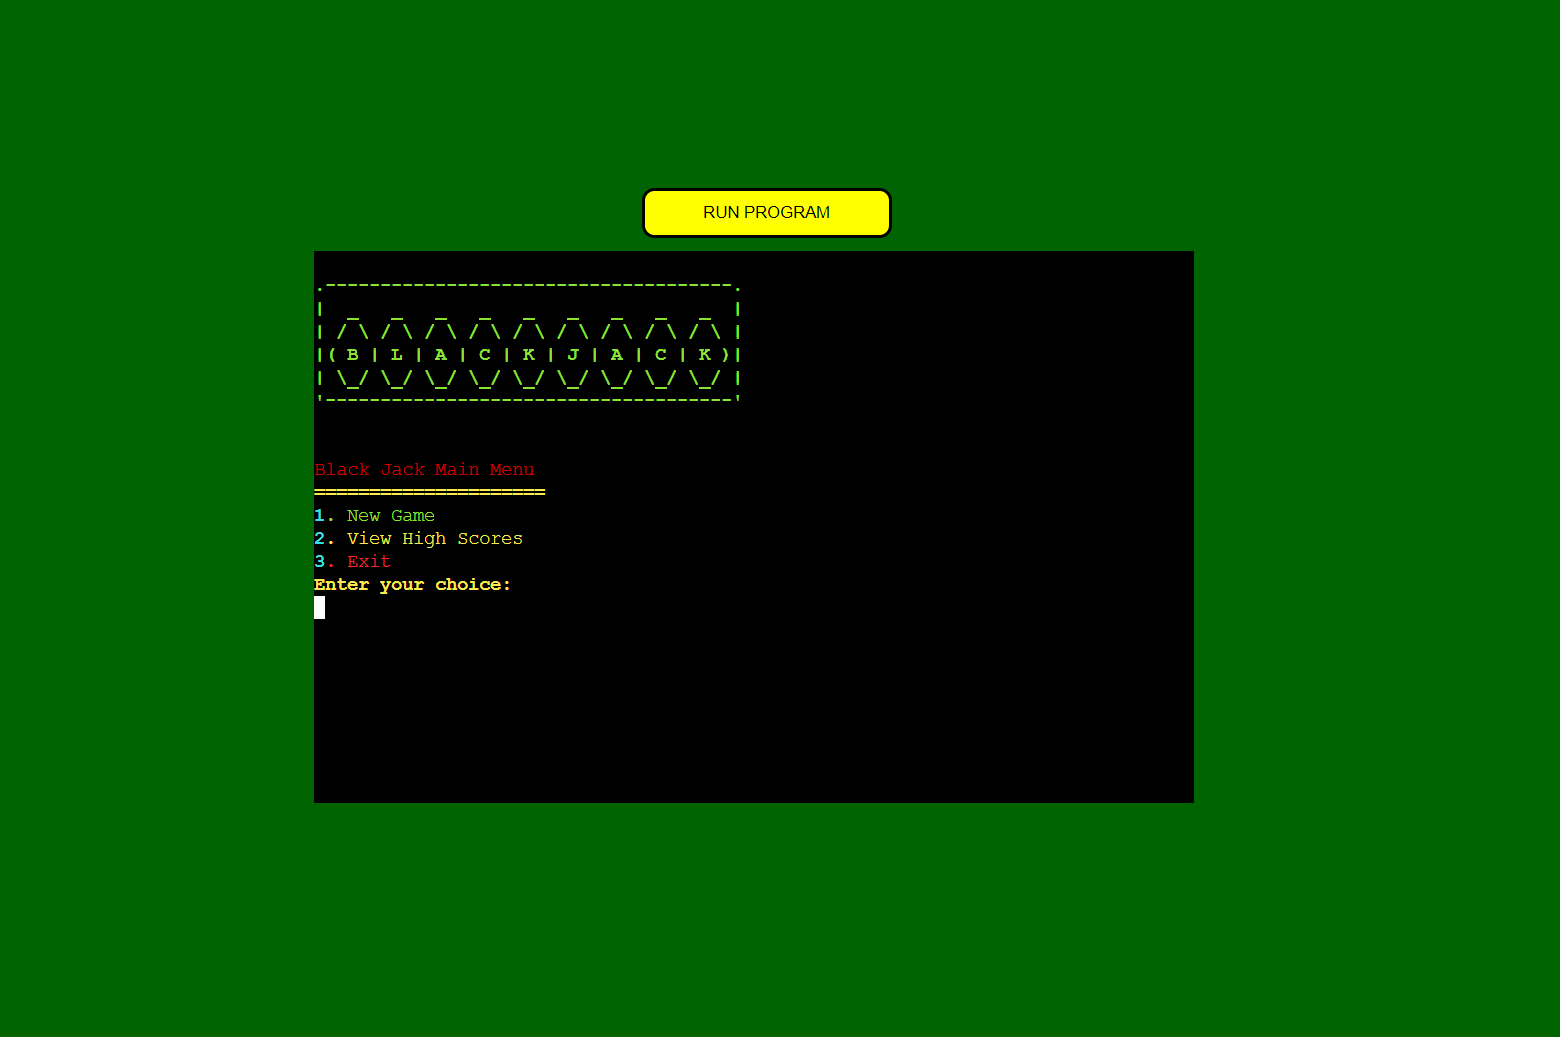 RUN PROGRAM
.-------------------------------------.
|  _   _   _   _   _   _   _   _   _  |
| / \ / \ / \ / \ / \ / \ / \ / \ / \ |
|( B | L | A | C | K | J | A | C | K )|
| \_/ \_/ \_/ \_/ \_/ \_/ \_/ \_/ \_/ |
'-------------------------------------'
Black Jack Main Menu
=====================
1. New Game
2. View High Scores
3. Exit
Enter your choice: